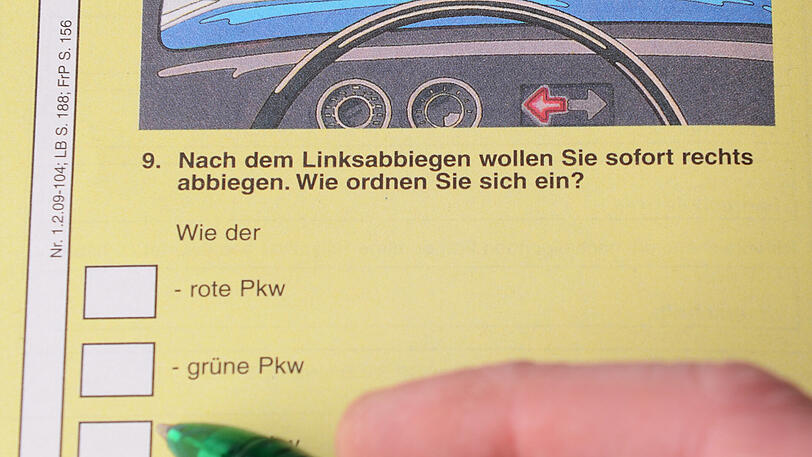 Nr. 1.2.09-104; LB S. 188; FrP S. 156
9. Nach dem Linksabbiegen wollen Sie sofort rechts
abbiegen. Wie ordnen Sie sich ein?
Wie der
- rote Pkw
- grüne Pkw